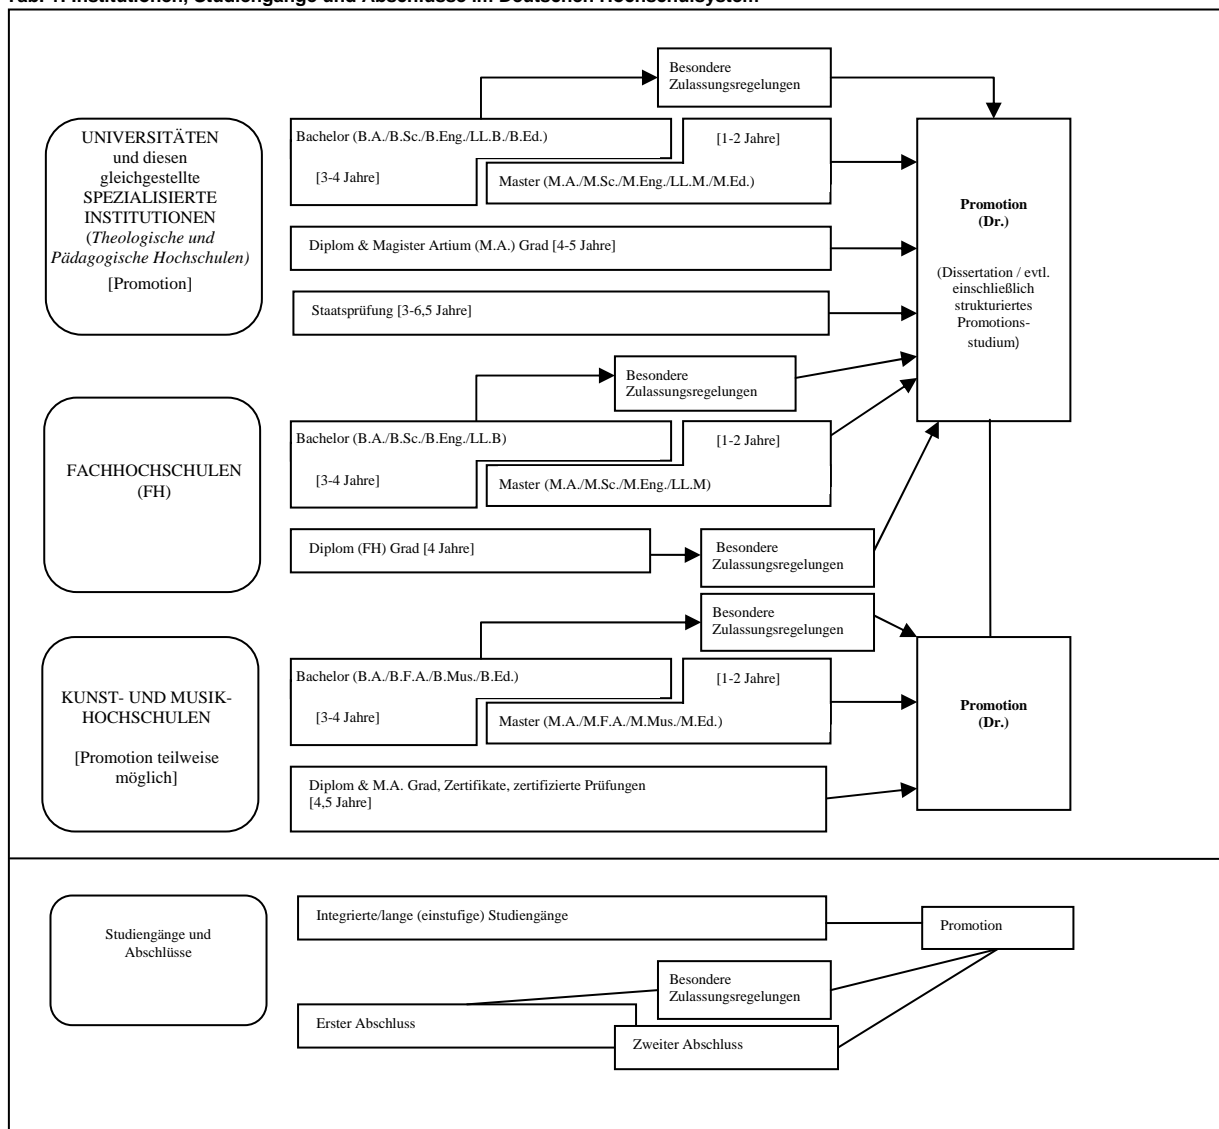 Tab. 1: Institutionen, Studiengänge und Abschlüsse im Deutschen Hochschulsystem
Besondere
Zulassungsregelungen
UNIVERSITÄTEN
und diesen
gleichgestellte
SPEZIALISIERTE
INSTITUTIONEN
(Theologische und
Pädagogische Hochschulen)
[Promotion]
Bachelor (B.A./B.Sc./B.Eng./LL.B./B.Ed.)
[3-4 Jahre]
[1-2 Jahre]
Master (M.A./M.Sc./M.Eng./LL.M./M.Ed.)
Diplom & Magister Artium (M.A.) Grad [4-5 Jahre]
Staatsprüfung [3-6,5 Jahre]
Promotion
(Dr.)
(Dissertation / evtl.
einschließlich
strukturiertes
Promotions-
studium)
Besondere
Zulassungsregelungen
FACHHOCHSCHULEN
(FH)
Bachelor (B.A./B.Sc./B.Eng./LL.B)
[3-4 Jahre]
[1-2 Jahre]
Master (M.A./M.Sc./M.Eng./LL.M)
Diplom (FH) Grad [4 Jahre]
Besondere
Zulassungsregelungen
Besondere
Zulassungsregelungen
KUNST- UND MUSIK-
HOCHSCHULEN
[Promotion teilweise
möglich]
Bachelor (B.A./B.F.A./B.Mus./B.Ed.)
[3-4 Jahre]
[1-2 Jahre]
Master (M.A./M.F.A./M.Mus./M.Ed.)
Diplom & M.A. Grad, Zertifikate, zertifizierte Prüfungen
[4,5 Jahre]
Promotion
(Dr.)
Studiengänge und
Abschlüsse
Integrierte/lange (einstufige) Studiengänge
Promotion
Besondere
Zulassungsregelungen
Erster Abschluss
Zweiter Abschluss